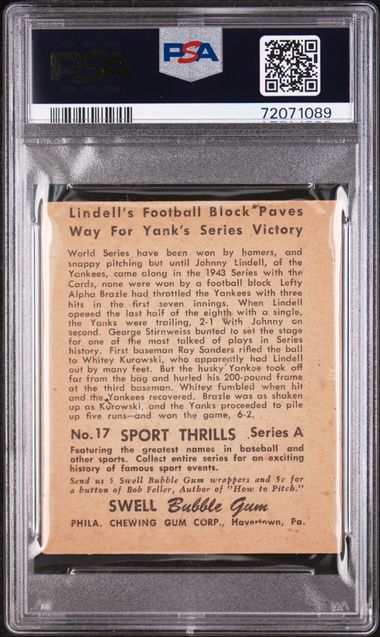 PSA
PSA
72071089
Lindell's Football Block Paves
Way For Yank's Series Victory
World Series have been won by homers, and
snappy pitching but until Johnny Lindell, of the
Yankees, came along in the 1943 Series with the
Cards, none were won by a football block. Lefty
Alpha Brazle had throttled the Yankees with three
hits in the first seven innings. When Lindell
opened the last half of the eighth with a single,
the Yanks were trailing, 2-1 with Johnny on
second. George Stirnweiss bunted to set the stage
for one of the most talked of plays in Series
history. First baseman Ray Sanders rifled the ball
to Whitey Kurowski, who apparently had Lindell
out by many feet. But the husky Yankee took off
far from the bag and hurled his 200-pound frame
at the third baseman. Whitey fumbled when hit
and the Yankees recovered. Brazle was as shaken
up as Kurowski, and the Yanks proceeded to pile
up five runs—and won the game, 6-2.
No. 17 SPORT THRILLS Series A
Featuring the greatest names in baseball and
other sports. Collect entire series for an exciting
history of famous sport events.
Send us 5 Swell Bubble Gum wrappers and 5c for
a button of Bob Feller, Author of "How to Pitch."
SWELL Bubble Gum
PHILA. CHEWING GUM CORP., Havertown, Pa.